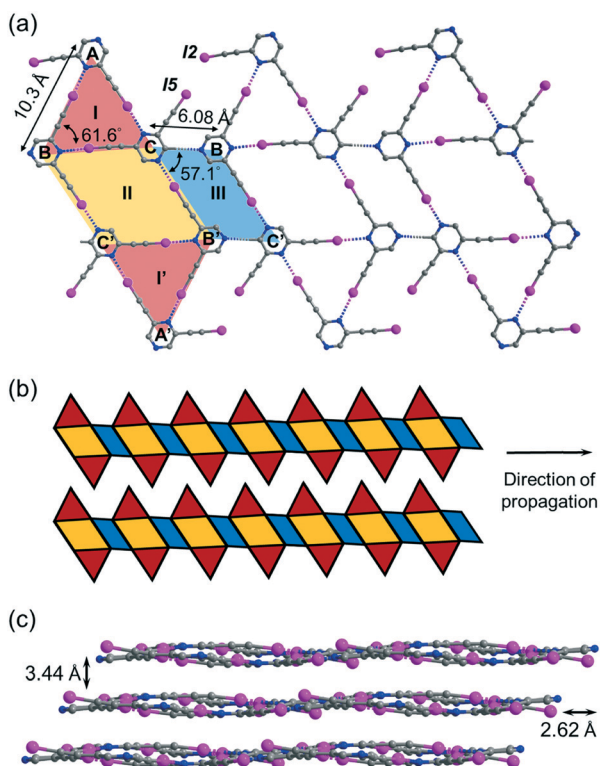 (a)
A
I2
10.3 Å
I
I5
6.08 Å
61.6°
B
C
B
57.1°
II
III
C'
B'
C'
I'
A'
(b)
Direction of
propagation
(c)
3.44 Å
2.62 Å